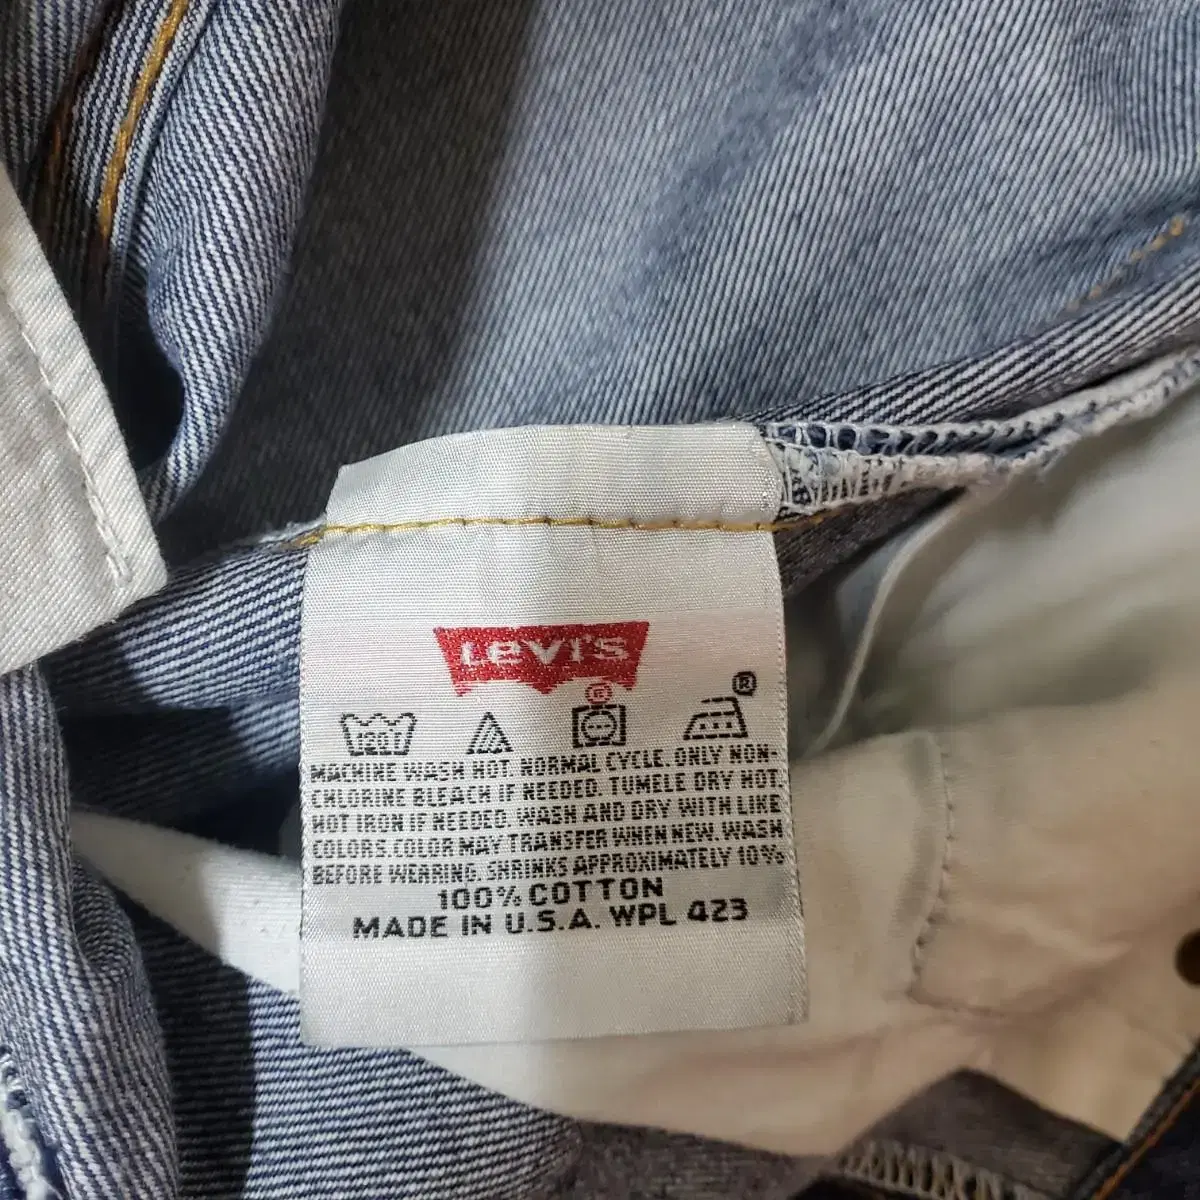 Levi's ®
120F ®
MACHINE WASH HOT. NORMAL CYCLE. ONLY NON-
CHLORINE BLEACH IF NEEDED. TUMBLE DRY HOT.
HOT IRON IF NEEDED. WASH AND DRY WITH LIKE
COLORS. COLOR MAY TRANSFER WHEN NEW. WASH
BEFORE WEARING. SHRINKS APPROXIMATELY 10%
100% COTTON
MADE IN U.S.A. WPL 423